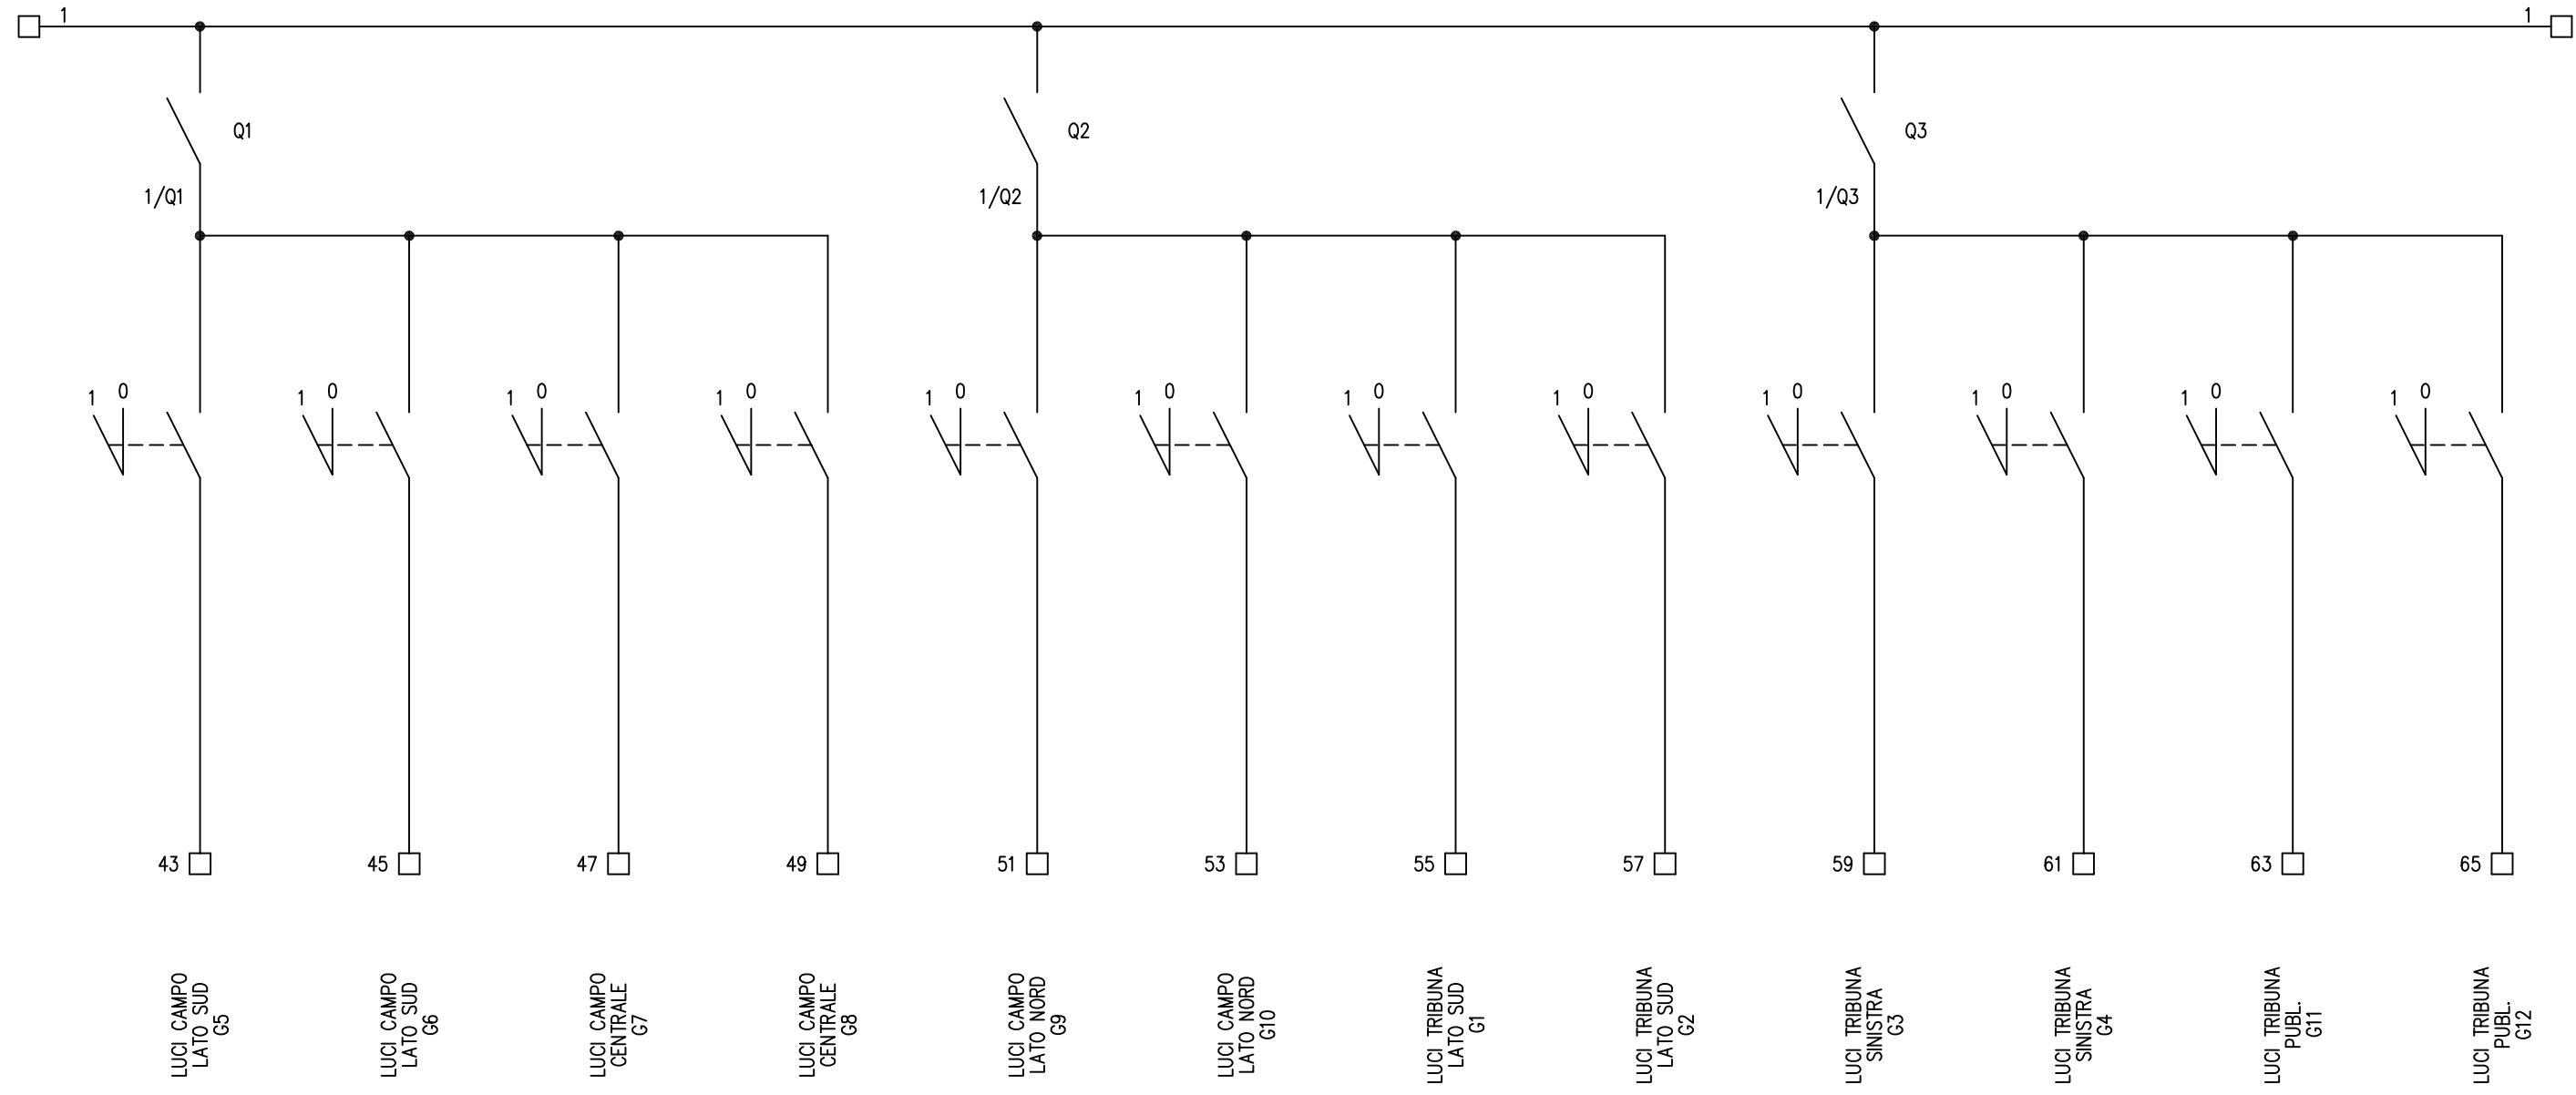 1
1
Q1
Q2
Q3
1/Q1
1/Q2
1/Q3
1 0
1 0
1 0
1 0
1 0
1 0
1 0
1 0
1 0
1 0
1 0
1 0
43
45
47
49
51
53
55
57
59
61
63
65
LUCI CAMPO
LATO SUD
G5
LUCI CAMPO
LATO SUD
G6
LUCI CAMPO
CENTRALE
G7
LUCI CAMPO
CENTRALE
G8
LUCI CAMPO
LATO NORD
G9
LUCI CAMPO
LATO NORD
G10
LUCI TRIBUNA
LATO SUD
G1
LUCI TRIBUNA
LATO SUD
G2
LUCI TRIBUNA
SINISTRA
G3
LUCI TRIBUNA
SINISTRA
G4
LUCI TRIBUNA
PUBL.
G11
LUCI TRIBUNA
PUBL.
G12